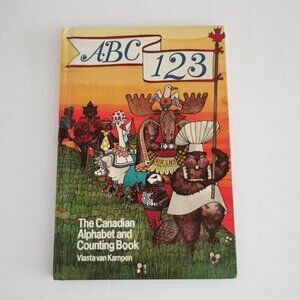 ABC
123
The Canadian
Alphabet and
Counting Book
Vlasta van Kampen